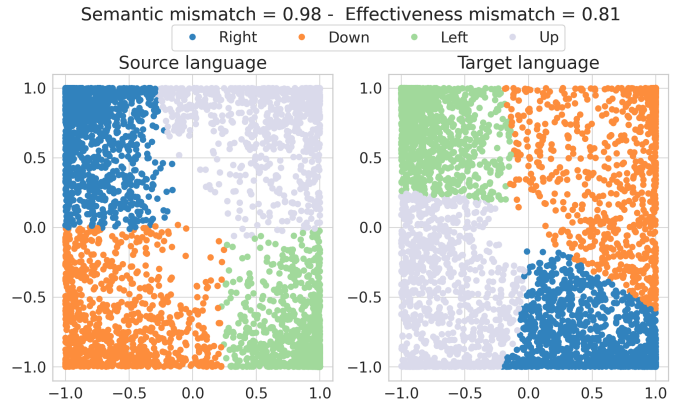 Semantic mismatch = 0.98 - Effectiveness mismatch = 0.81
Right Down Left Up
Source language
Target language
1.0
0.5
0.0
−0.5
−1.0
−1.0 −0.5 0.0 0.5 1.0
1.0
0.5
0.0
−0.5
−1.0
−1.0 −0.5 0.0 0.5 1.0